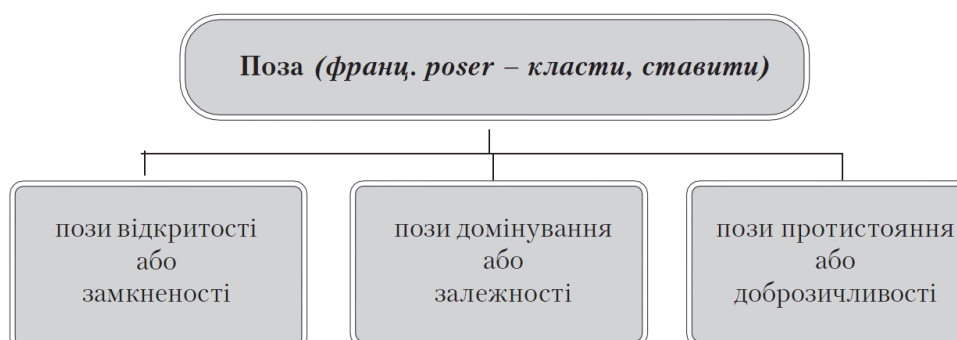 Поза (франц. poser – класти, ставити)
пози відкритості
або
замкненості
пози домінування
або
залежності
пози протистояння
або
доброзичливості